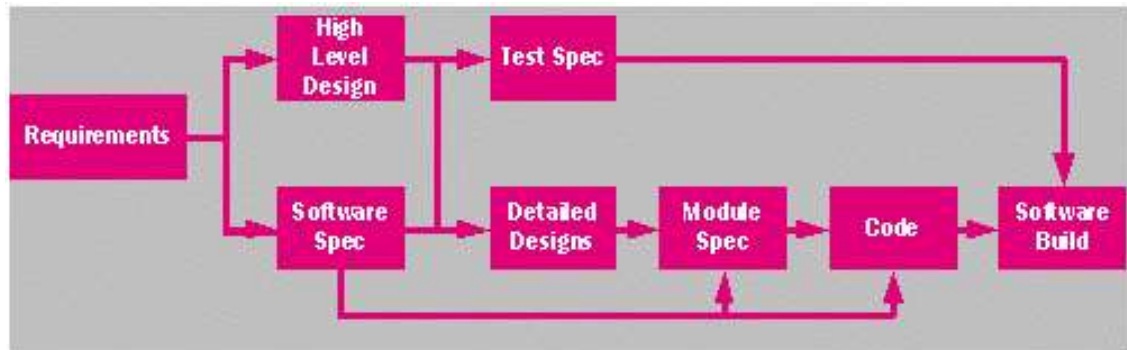 High
Level
Design
Test Spec
Requirements
Software
Spec
Detailed
Designs
Module
Spec
Code
Software
Build